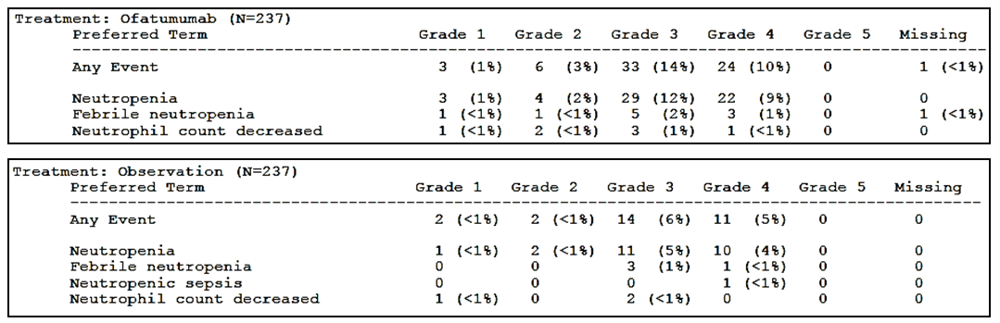 Treatment: Ofatumumab (N=237)
Preferred Term Grade 1 Grade 2 Grade 3 Grade 4 Grade 5 Missing
Any Event 3 (1%) 6 (3%) 33 (14%) 24 (10%) 0 1 (<1%)
Neutropenia 3 (1%) 4 (2%) 29 (12%) 22 (9%) 0 0
Febrile neutropenia 1 (<1%) 1 (<1%) 5 (2%) 3 (1%) 0 1 (<1%)
Neutrophil count decreased 1 (<1%) 2 (<1%) 3 (1%) 1 (<1%) 0 0
Treatment: Observation (N=237)
Preferred Term Grade 1 Grade 2 Grade 3 Grade 4 Grade 5 Missing
Any Event 2 (<1%) 2 (<1%) 14 (6%) 11 (5%) 0 0
Neutropenia 1 (<1%) 2 (<1%) 11 (5%) 10 (4%) 0 0
Febrile neutropenia 0 0 3 (1%) 1 (<1%) 0 0
Neutropenic sepsis 0 0 0 1 (<1%) 0 0
Neutrophil count decreased 1 (<1%) 0 2 (<1%) 0 0 0